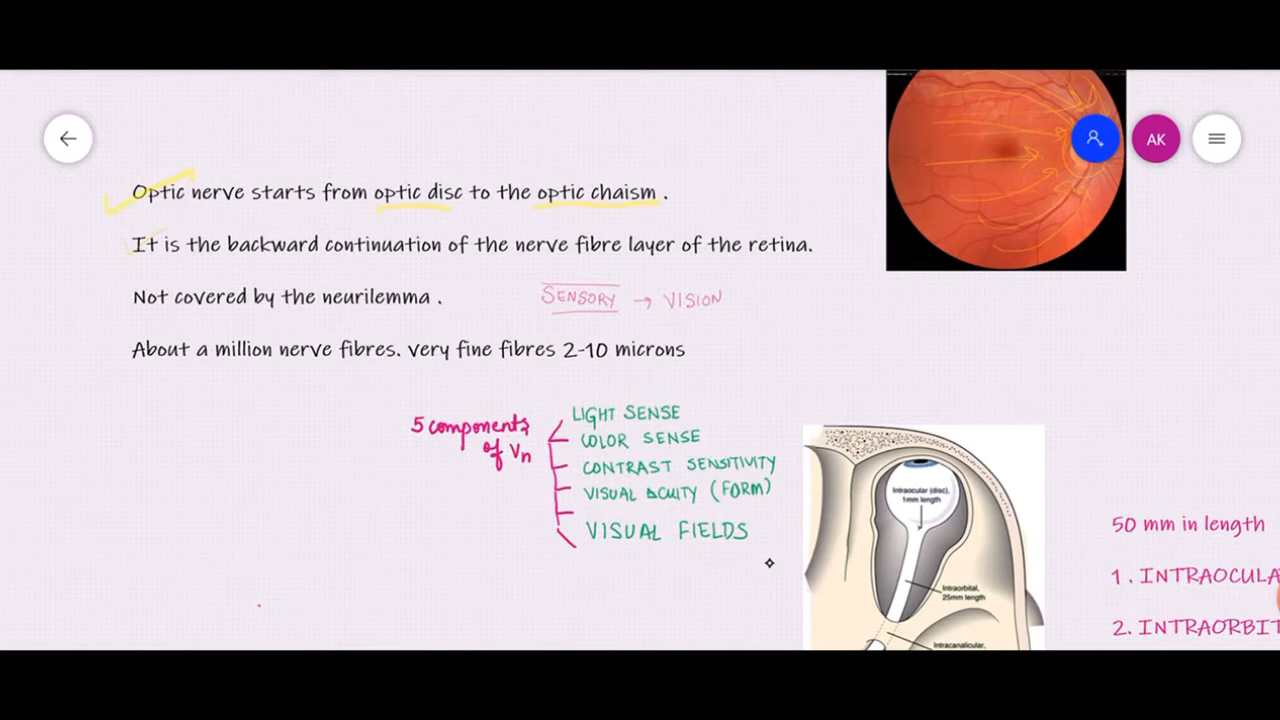 AK
Optic nerve starts from optic disc to the optic chaism .
It is the backward continuation of the nerve fibre layer of the retina.
Not covered by the neurilemma .
SENSORY → VISION
About a million nerve fibres. very fine fibres 2-10 microns
5 components of Vn
LIGHT SENSE
COLOR SENSE
CONTRAST SENSITIVITY
VISUAL ACUITY (FORM)
VISUAL FIELDS
Intraocular (disc),
1mm length
Intraorbital,
25mm length
Intracanalicular,
50 mm in length
1. INTRAOCULA
2. INTRAORBIT